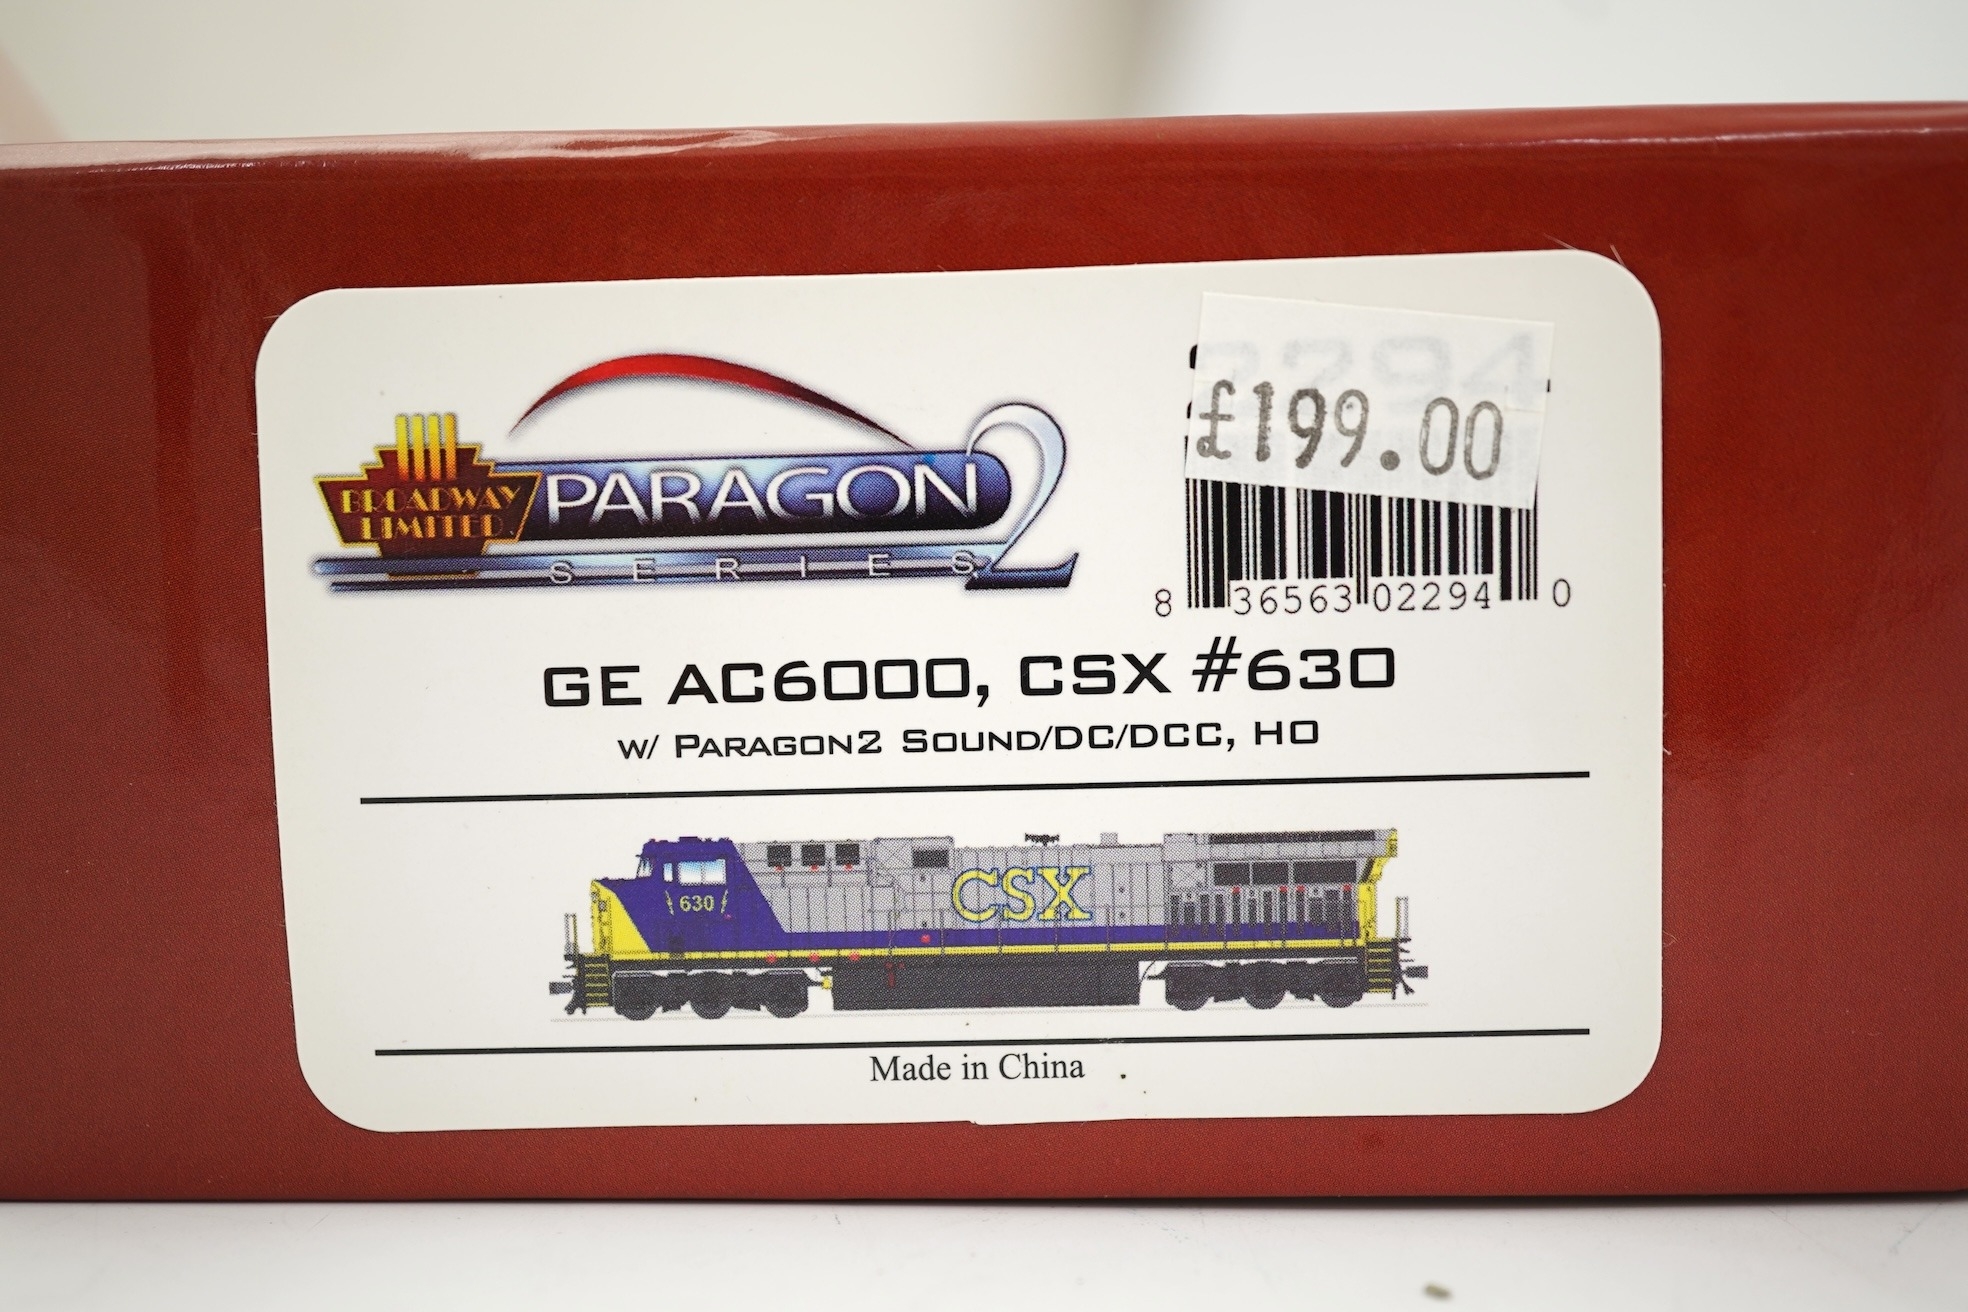 BROADWAY
LIMITED
PARAGON 2
SERIES
£199.00
8 36563 02294 0
GE AC6000, CSX #630
W/ PARAGON2 SOUND/DC/DCC, HO
630
CSX
Made in China